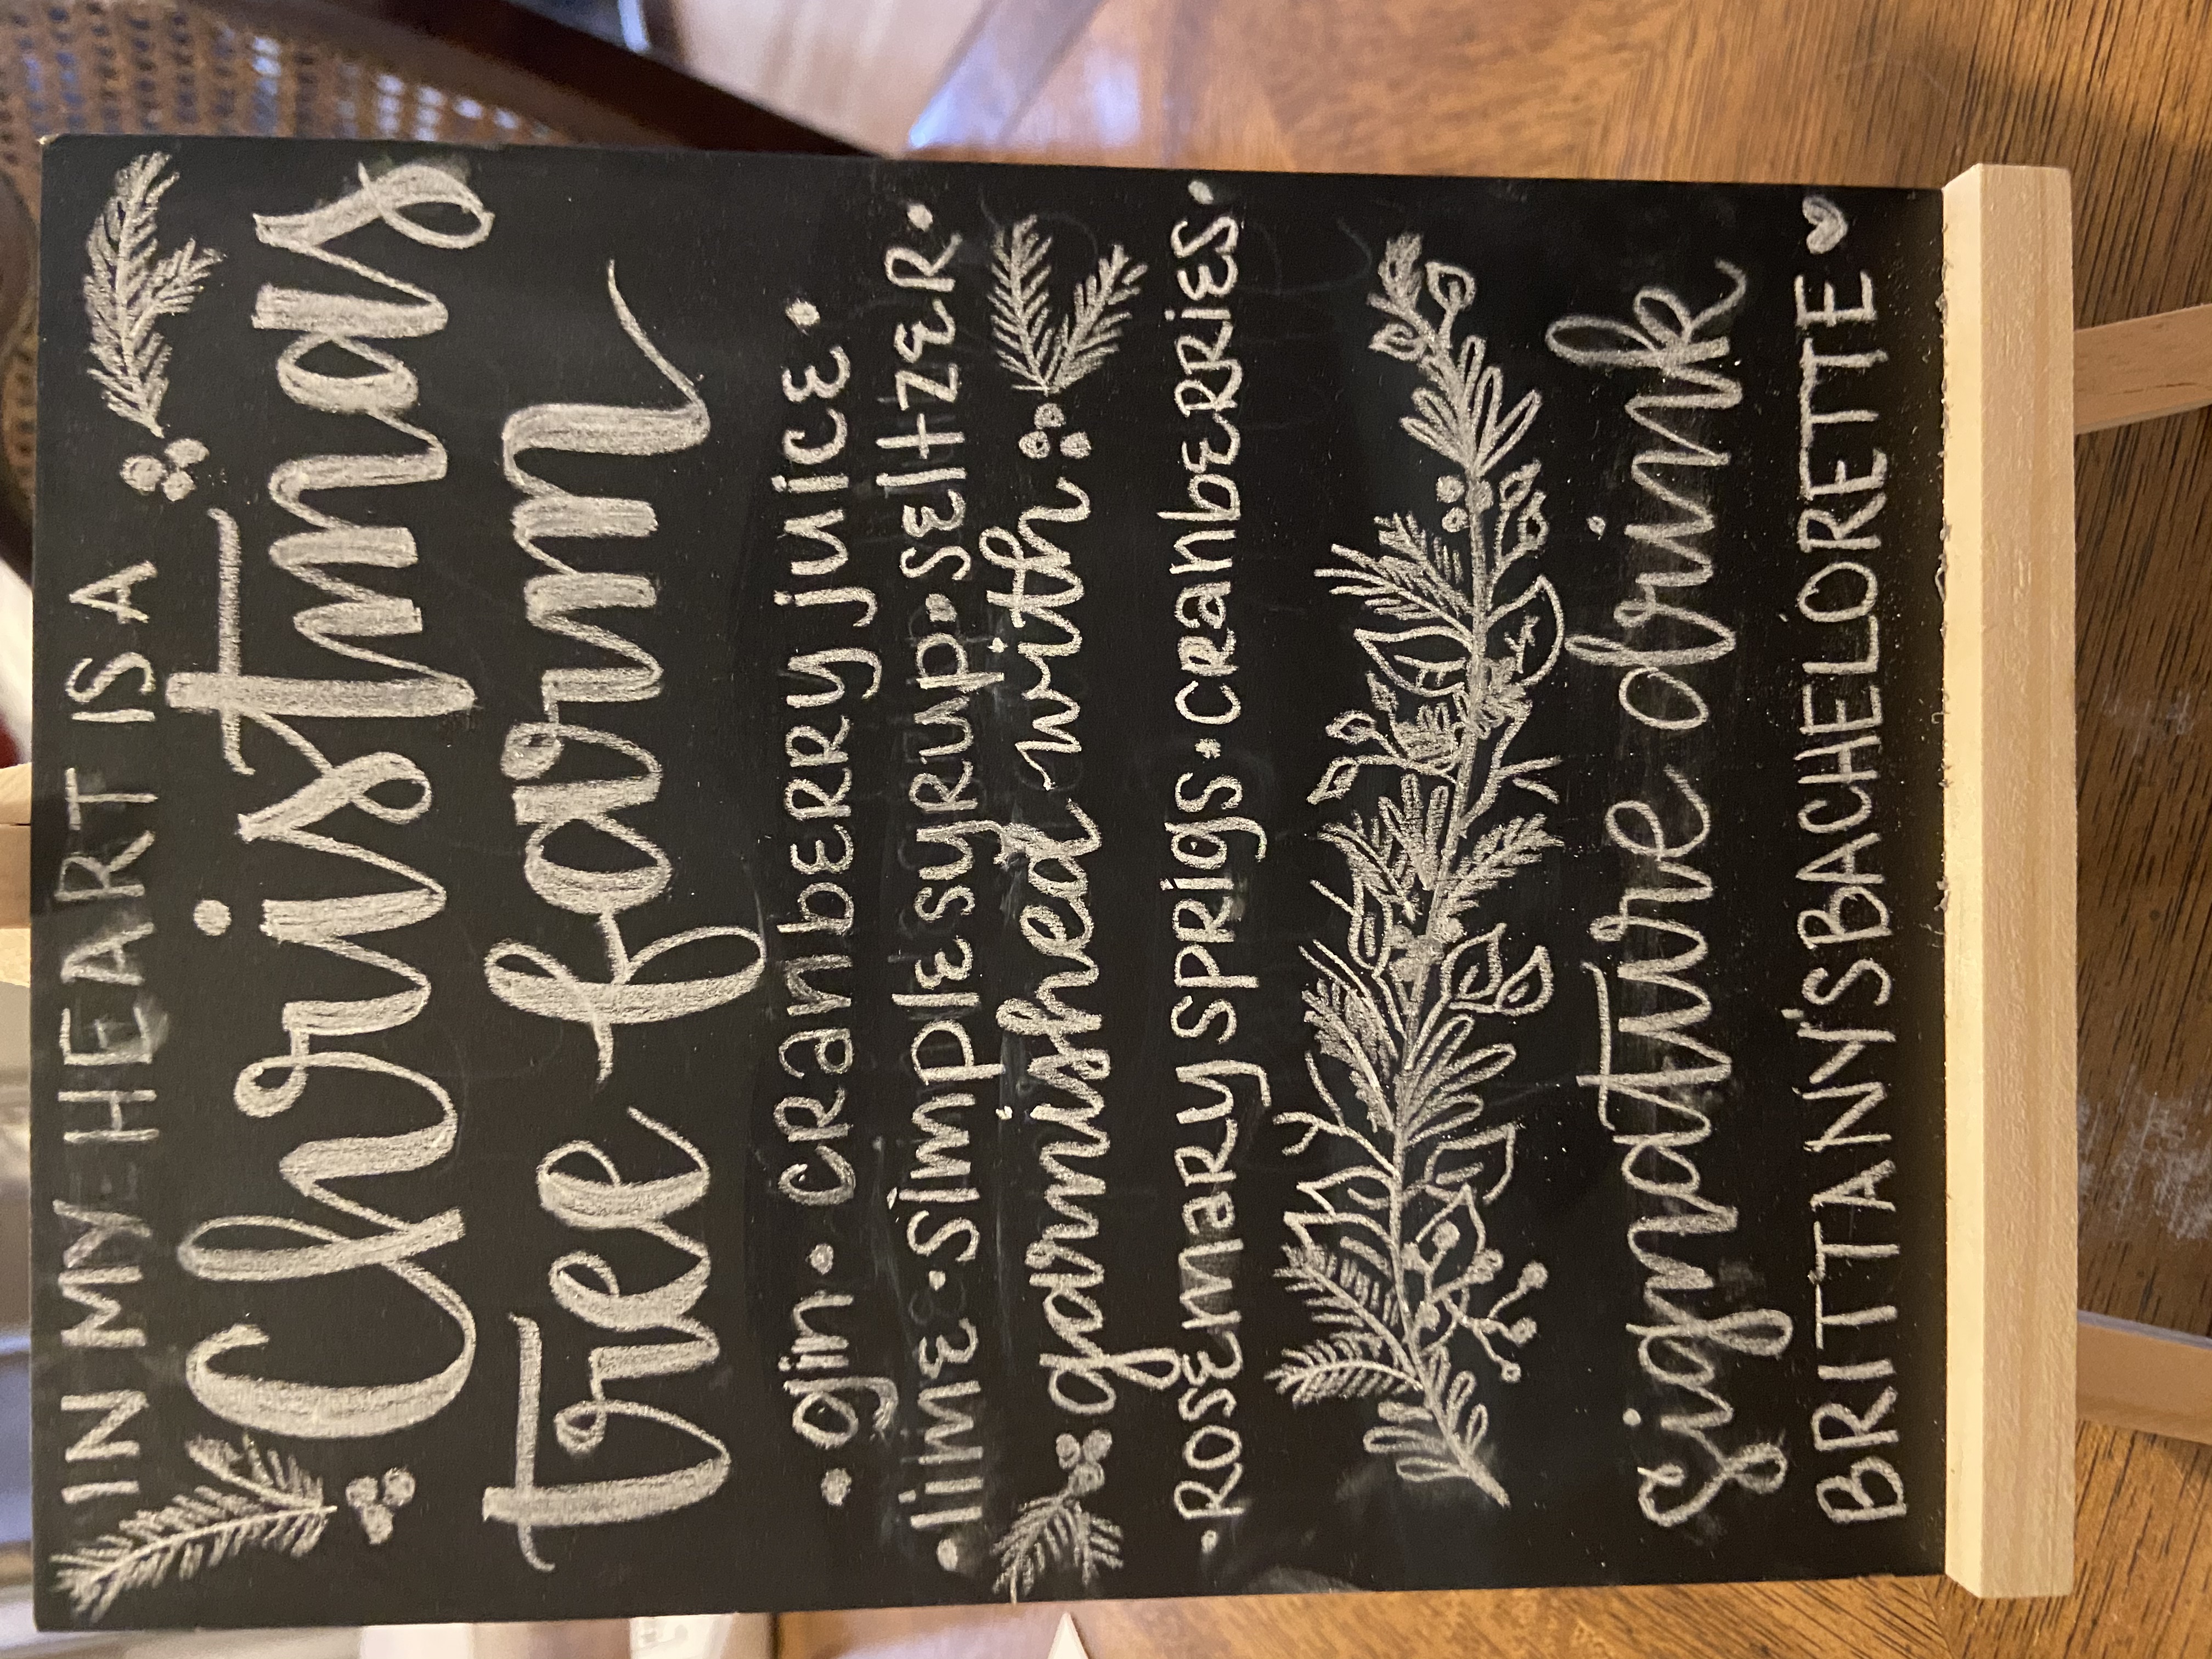 IN MY HEART IS A
Christmas
tree farm
• gin • cranberry juice •
• lime • simple syrup • seltzer •
garnished with
• rosemary sprigs • cranberries •
signature drink
BRITTANY'S BACHELORETTE ♥